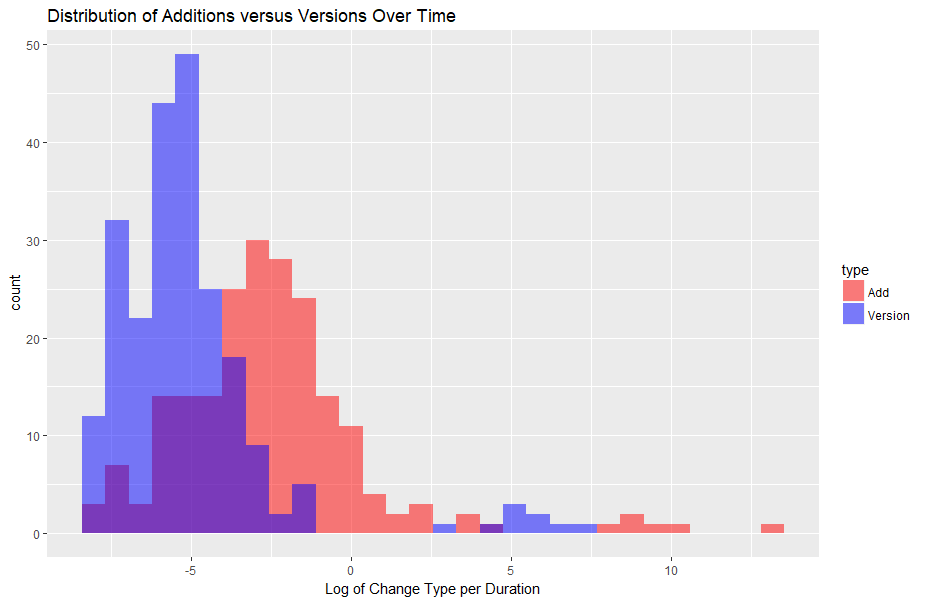 Distribution of Additions versus Versions Over Time
50
40
30
20
10
0
count
-5
0
5
10
Log of Change Type per Duration
type
Add
Version